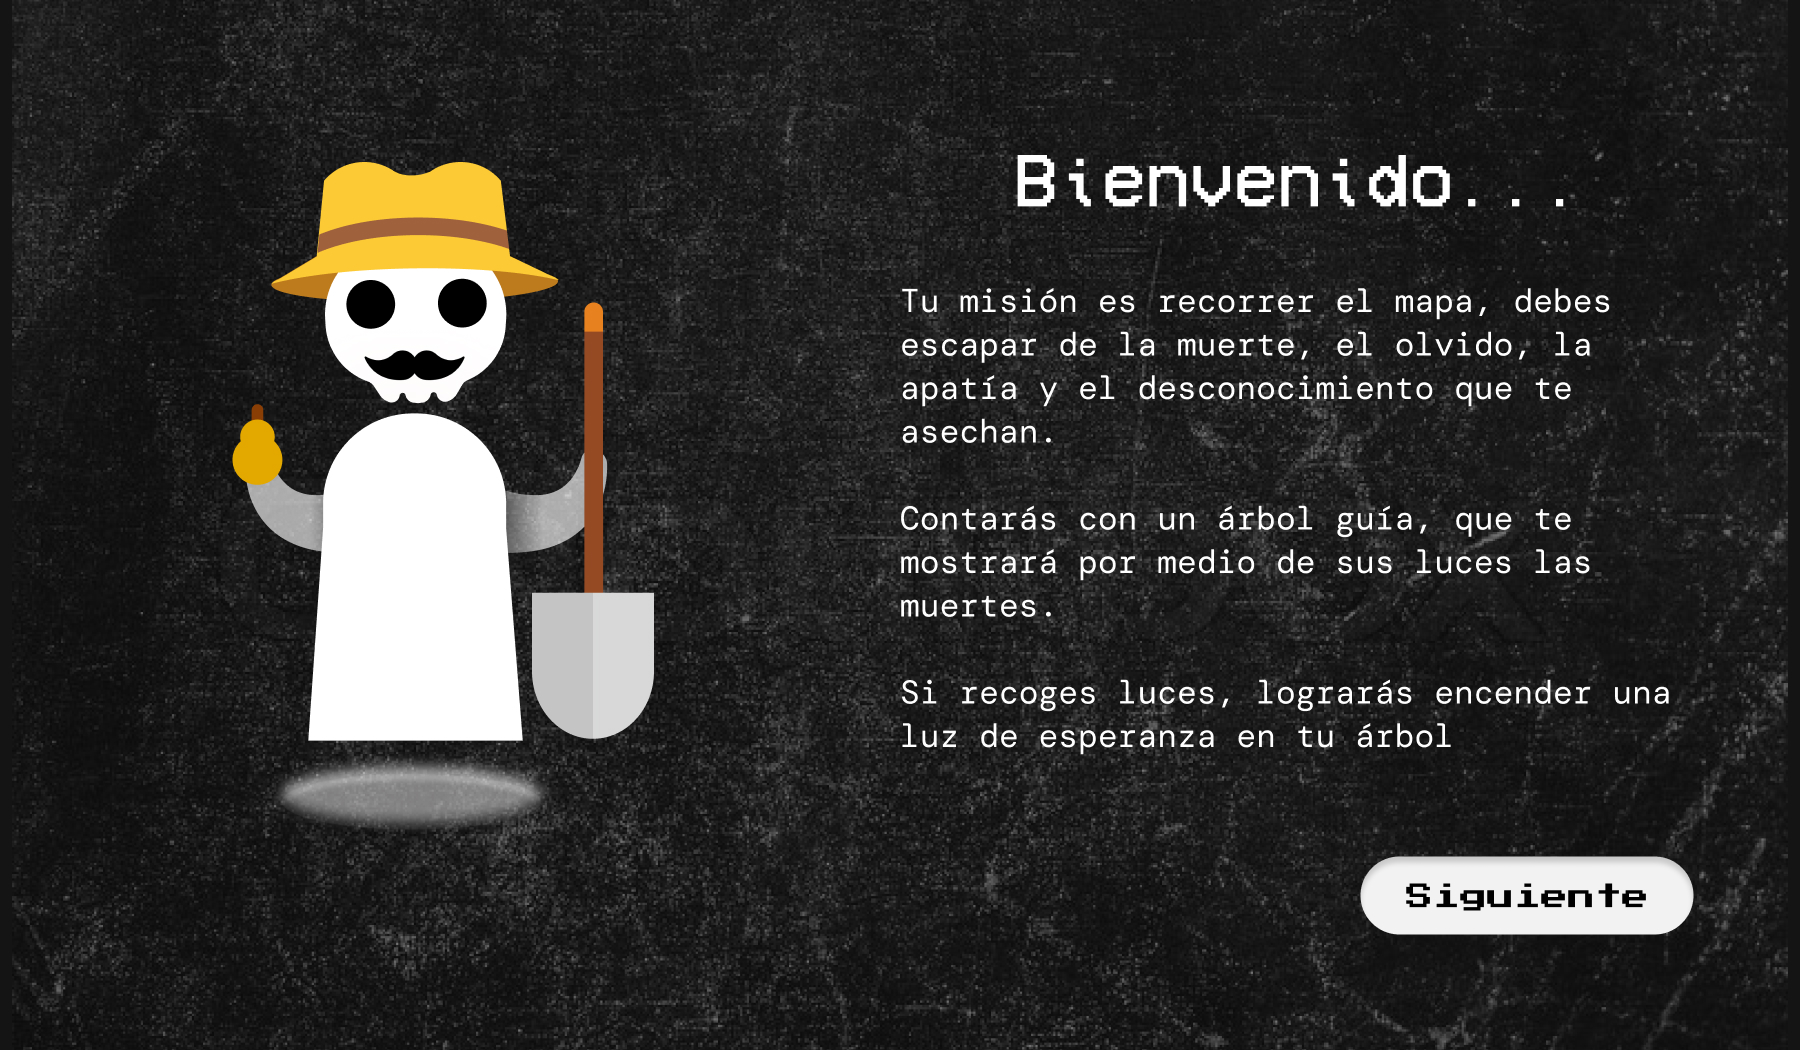 Bienvenido...
Tu misión es recorrer el mapa, debes
escapar de la muerte, el olvido, la
apatía y el desconocimiento que te
asechan.
Contarás con un árbol guía, que te
mostrará por medio de sus luces las
muertes.
Si recoges luces, lograrás encender una
luz de esperanza en tu árbol
Siguiente